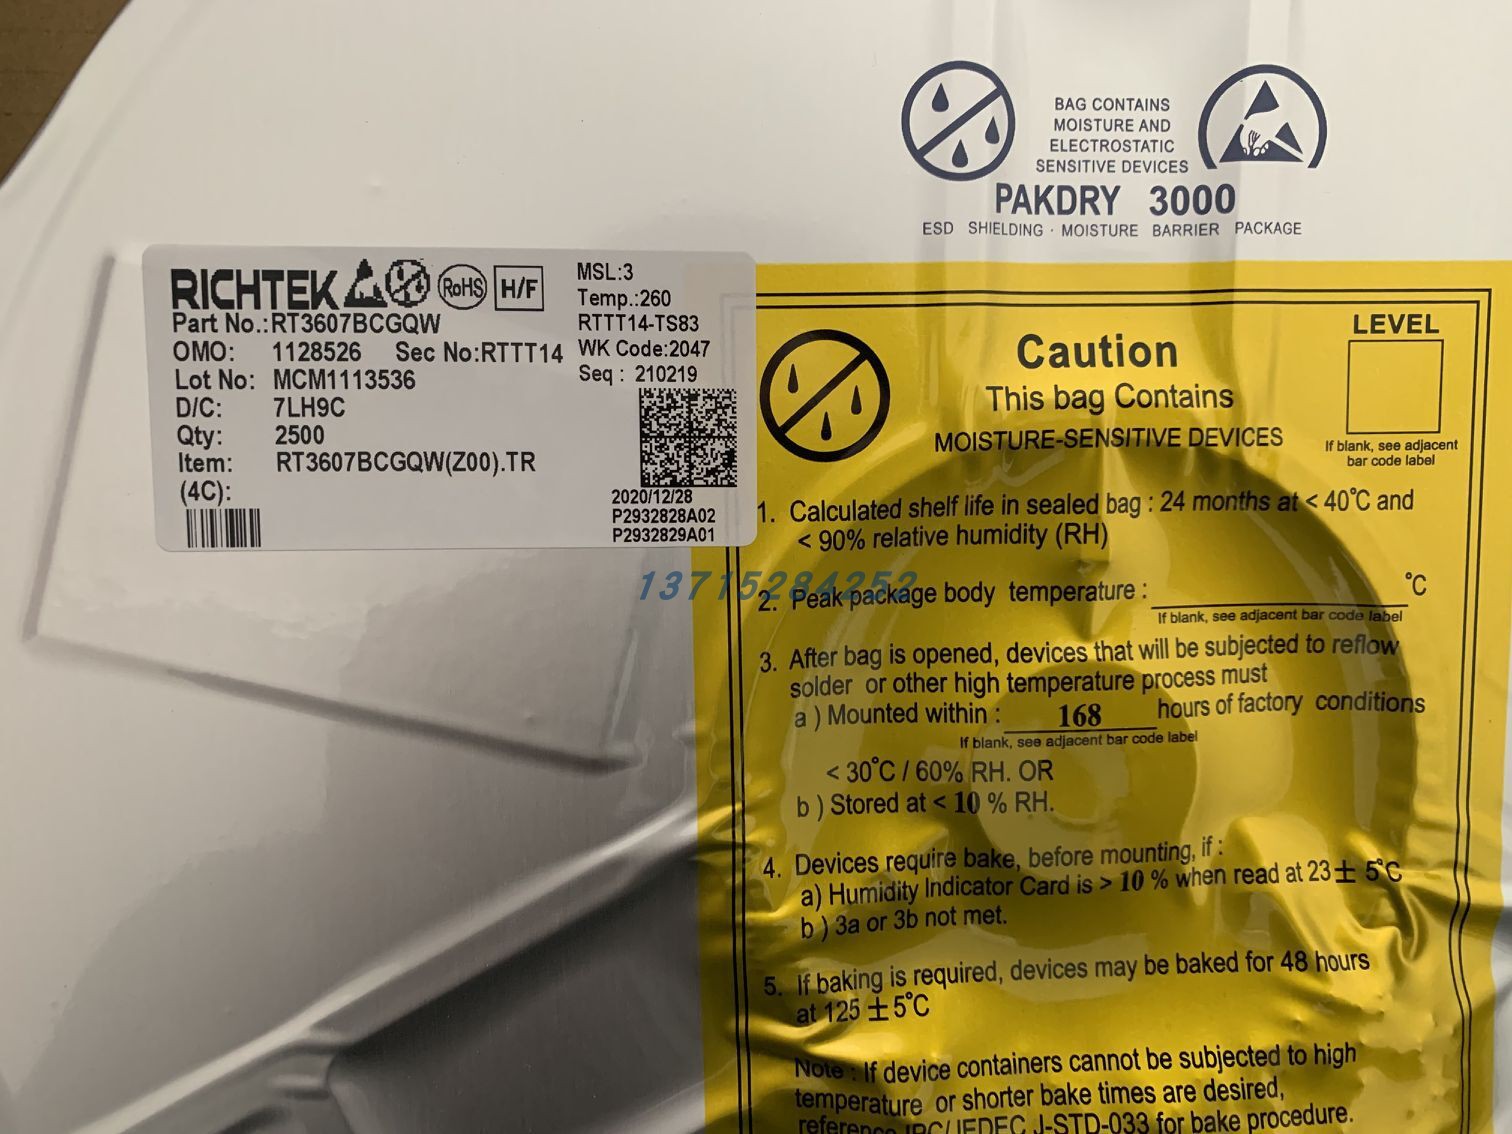 BAG CONTAINS
MOISTURE AND
ELECTROSTATIC
SENSITIVE DEVICES
PAKDRY 3000
ESD SHIELDING · MOISTURE BARRIER PACKAGE
RICHTEK RoHS H/F
Part No.:RT3607BCGQW
OMO: 1128526 Sec No:RTTT14
Lot No: MCM1113536
D/C: 7LH9C
Qty: 2500
Item: RT3607BCGQW(Z00).TR
(4C):
MSL:3
Temp.:260
RTTT14-TS83
WK Code:2047
Seq : 210219
2020/12/28
P2932828A02
P2932829A01
13715284252
LEVEL
If blank, see adjacent
bar code label
Caution
This bag Contains
MOISTURE-SENSITIVE DEVICES
1. Calculated shelf life in sealed bag : 24 months at < 40°C and
< 90% relative humidity (RH)
2. Peak package body temperature : °C
If blank, see adjacent bar code label
3. After bag is opened, devices that will be subjected to reflow
solder or other high temperature process must
a ) Mounted within : 168 hours of factory conditions
If blank, see adjacent bar code label
< 30°C / 60% RH. OR
b ) Stored at < 10 % RH.
4. Devices require bake, before mounting, if :
a) Humidity Indicator Card is > 10 % when read at 23± 5°C
b ) 3a or 3b not met.
5. If baking is required, devices may be baked for 48 hours
at 125 ±5°C
Note : If device containers cannot be subjected to high
temperature or shorter bake times are desired,
reference IPC/JEDEC J-STD-033 for bake procedure.